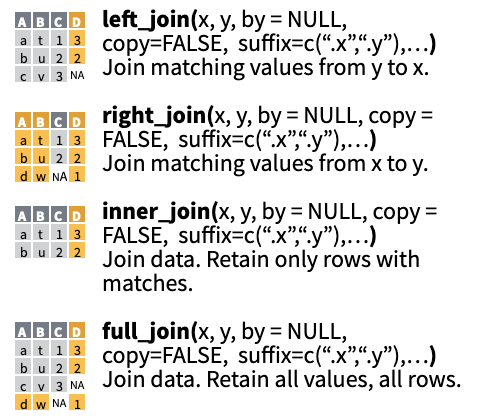 A B C D
a t 1 3
b u 2 2
c v 3 NA
left_join(x, y, by = NULL,
copy=FALSE, suffix=c(“.x”,“.y”),…)
Join matching values from y to x.
A B C D
a t 1 3
b u 2 2
d w NA 1
right_join(x, y, by = NULL, copy =
FALSE, suffix=c(“.x”,“.y”),…)
Join matching values from x to y.
A B C D
a t 1 3
b u 2 2
inner_join(x, y, by = NULL, copy =
FALSE, suffix=c(“.x”,“.y”),…)
Join data. Retain only rows with
matches.
A B C D
a t 1 3
b u 2 2
c v 3 NA
d w NA 1
full_join(x, y, by = NULL,
copy=FALSE, suffix=c(“.x”,“.y”),…)
Join data. Retain all values, all rows.